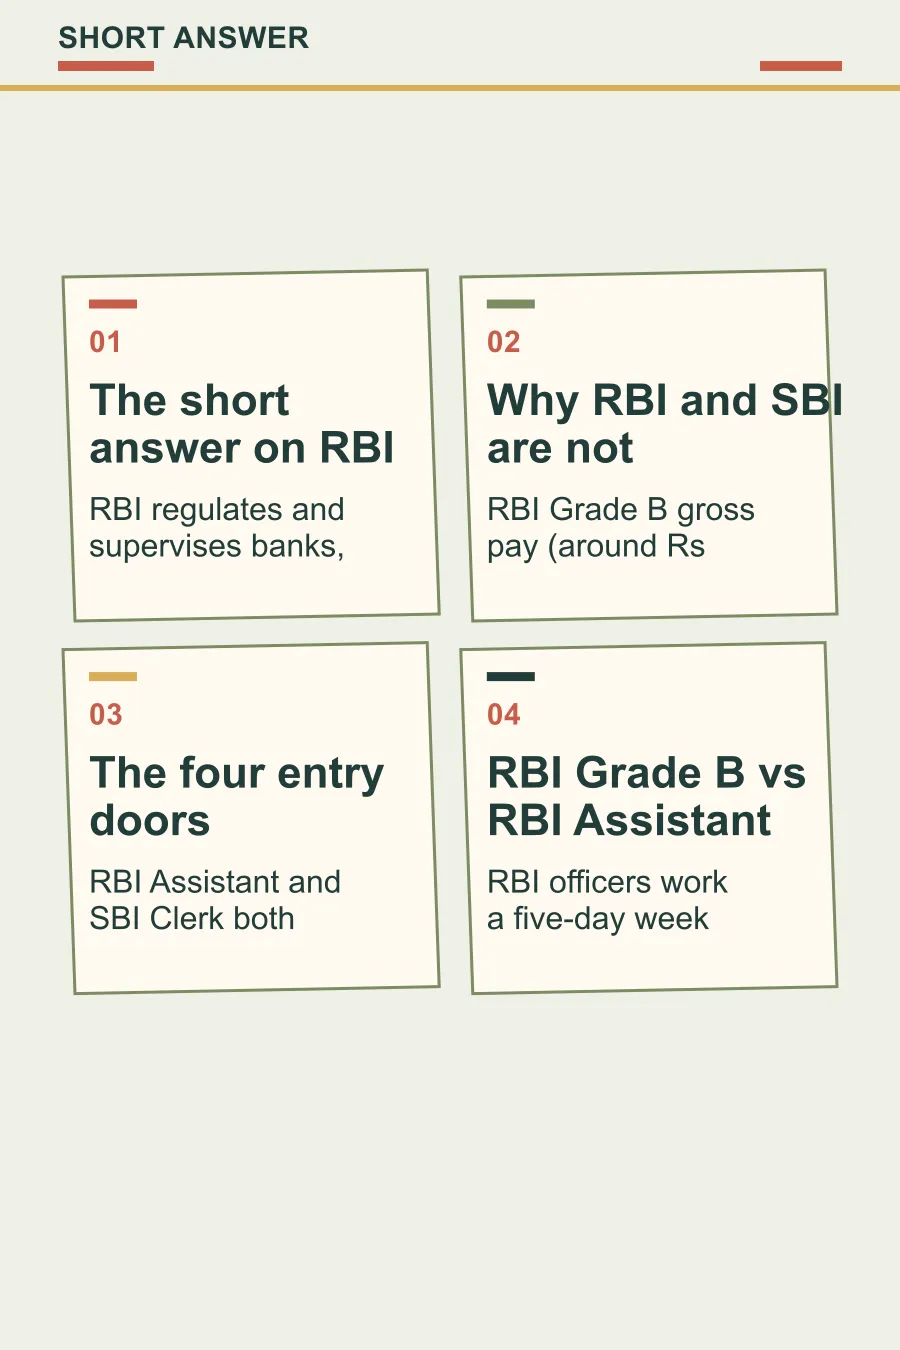 SHORT ANSWER
01
The short
answer on RBI
RBI regulates and
supervises banks,
02
Why RBI and SBI
are not
RBI Grade B gross
pay (around Rs
03
The four entry
doors
RBI Assistant and
SBI Clerk both
04
RBI Grade B vs
RBI Assistant
RBI officers work
a five-day week